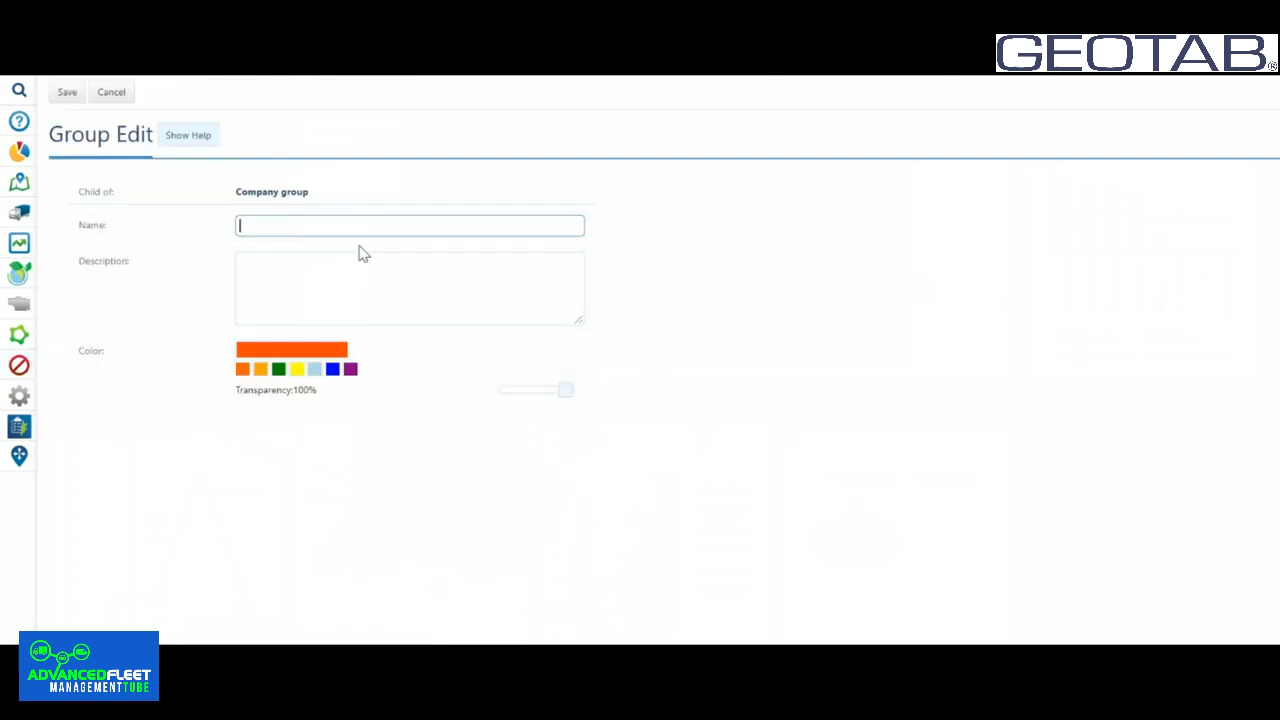 GEOTAB®
Save Cancel
Group Edit Show Help
Child of: Company group
Name:
Description:
Color:
Transparency:100%
ADVANCEDFLEET
MANAGEMENTTUBE